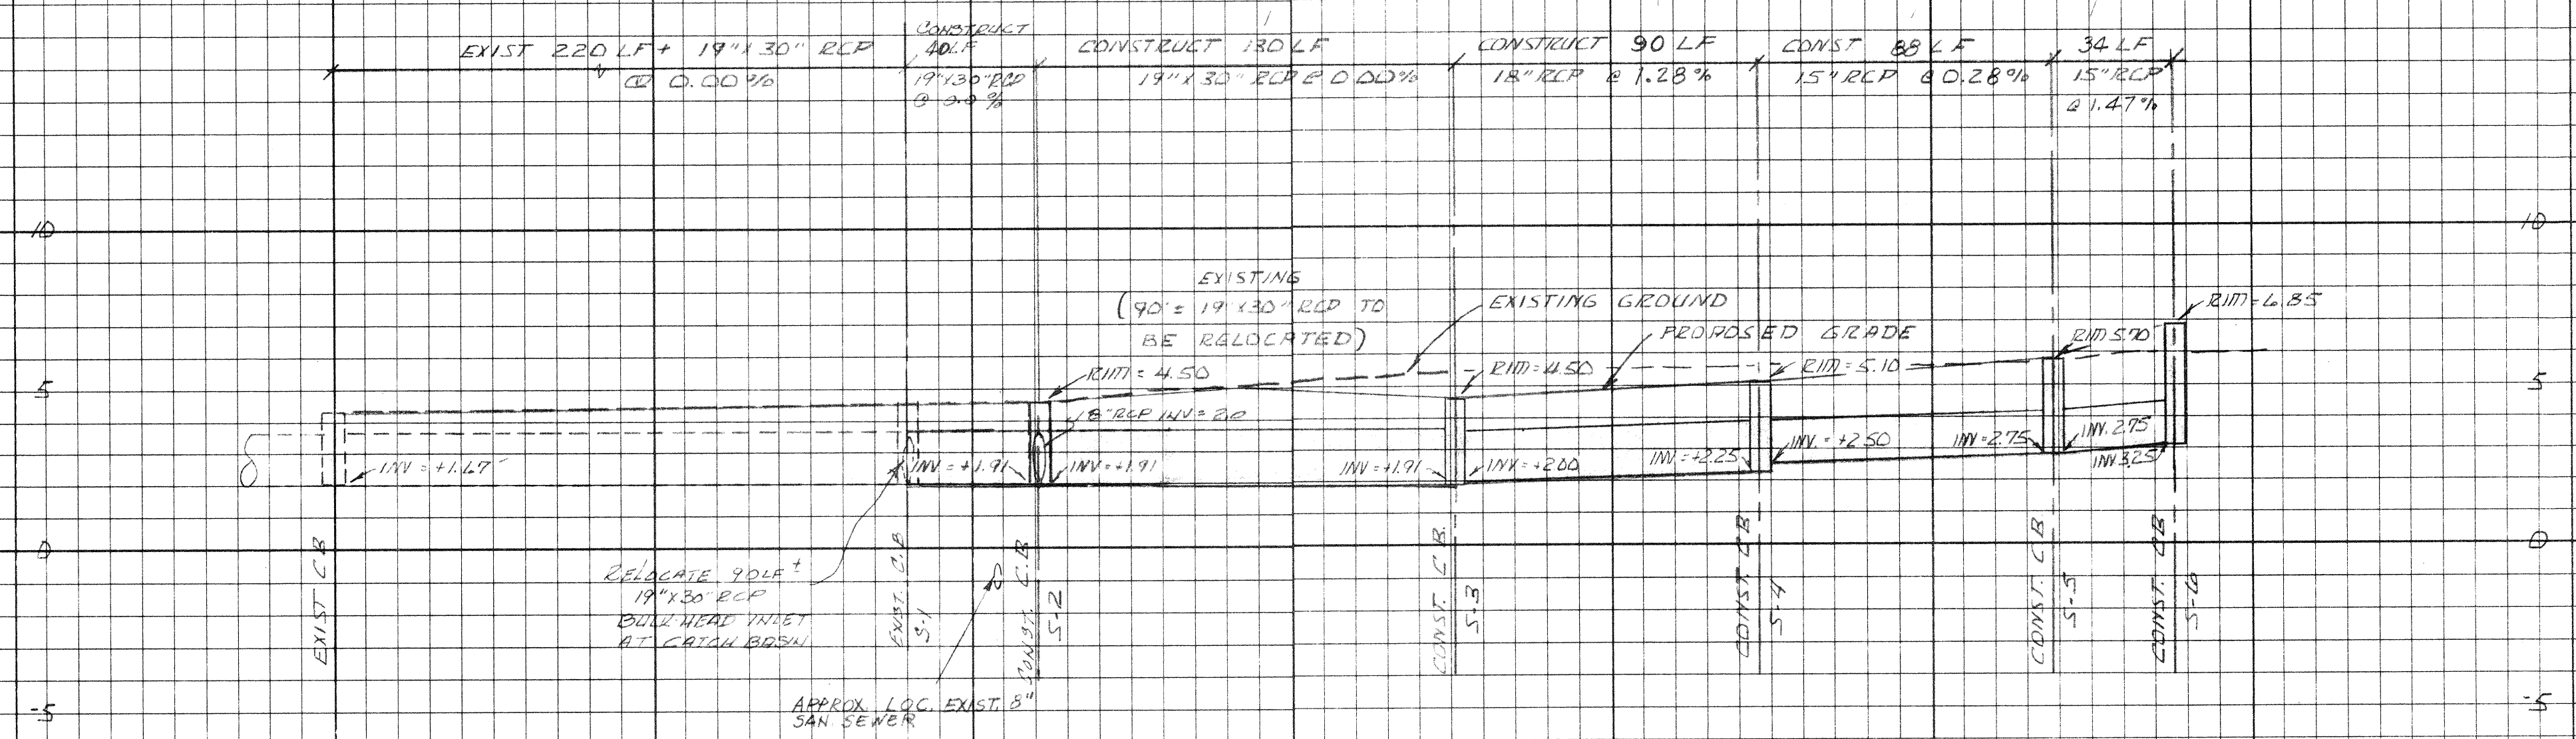 EXIST 220 LF± 19"x30" RCP
@ 0.00%
CONSTRUCT
40LF
19"x30" RCP
@ 0.0%
CONSTRUCT 130 LF
19"x30" RCP @ 0.00%
CONSTRUCT 90 LF
18" RCP @ 1.28%
CONST 88 LF
15" RCP @ 0.28%
34 LF
15" RCP
@ 1.47%
10
10
EXISTING
(90'± 19"x30" RCP TO
BE RELOCATED)
EXISTING GROUND
PROPOSED GRADE
RIM=6.85
RIM 5.70
RIM = 4.50
RIM=4.50
RIM=5.10
5
5
18" RCP INV=2.0
INV=+1.67
INV=+1.91
INV=+1.91
INV=+1.91
INV=+2.00
INV=+2.25
INV.=+2.50
INV=2.75
INV. 2.75
INV 3.25
0
0
EXIST C.B
RELOCATE 90LF±
19"x30" RCP
BULKHEAD INLET
AT CATCH BASIN
EXIST. C.B
S-1
CONST. C.B.
S-2
CONST. C.B.
S-3
CONST. CB
S-4
CONST. CB
S-5
CONST. CB
S-6
APPROX. LOC. EXIST. 8"
SAN. SEWER
-5
-5